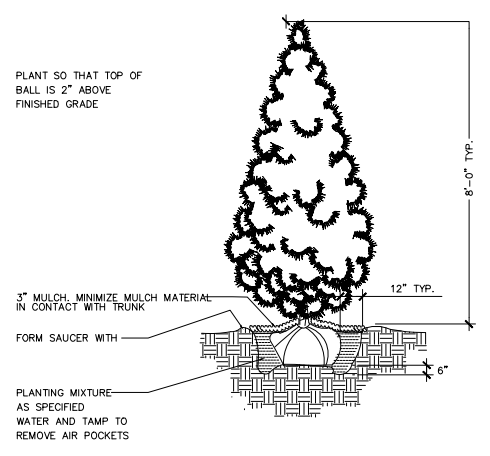 PLANT SO THAT TOP OF
BALL IS 2" ABOVE
FINISHED GRADE
8'-0" TYP.
12" TYP.
3" MULCH. MINIMIZE MULCH MATERIAL
IN CONTACT WITH TRUNK
FORM SAUCER WITH
6"
PLANTING MIXTURE
AS SPECIFIED
WATER AND TAMP TO
REMOVE AIR POCKETS